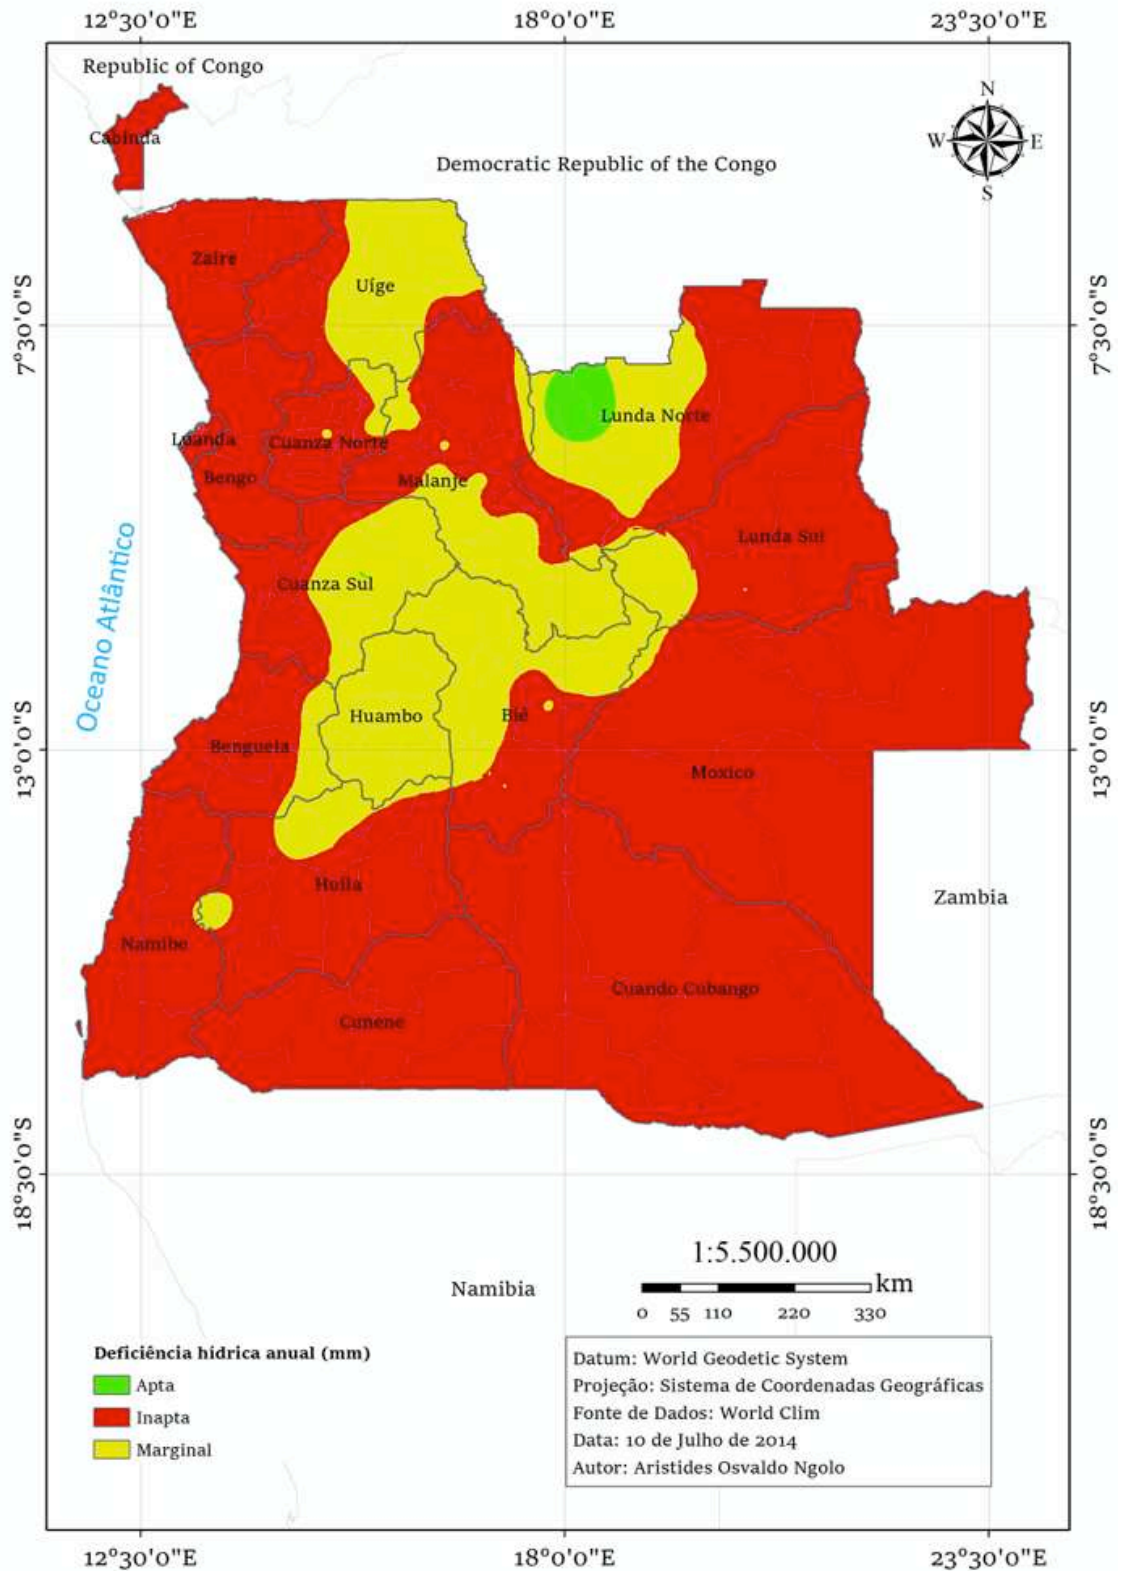 12°30'0"E 18°0'0"E 23°30'0"E
Republic of Congo
N
W E
S
Cabinda
Democratic Republic of the Congo
Zaire
Uíge
7°30'0"S 7°30'0"S
Lunda Norte
Luanda
Cuanza Norte
Bengo
Malanje
Lunda Sul
Oceano Atlântico
Cuanza Sul
Huambo
Bié
Benguela
13°0'0"S 13°0'0"S
Moxico
Huíla
Zambia
Namibe
Cuando Cubango
Cunene
18°30'0"S 18°30'0"S
1:5.500.000
km
0 55 110 220 330
Namibia
Deficiência hídrica anual (mm)
Apta
Inapta
Marginal
Datum: World Geodetic System
Projeção: Sistema de Coordenadas Geográficas
Fonte de Dados: World Clim
Data: 10 de Julho de 2014
Autor: Aristides Osvaldo Ngolo
12°30'0"E 18°0'0"E 23°30'0"E